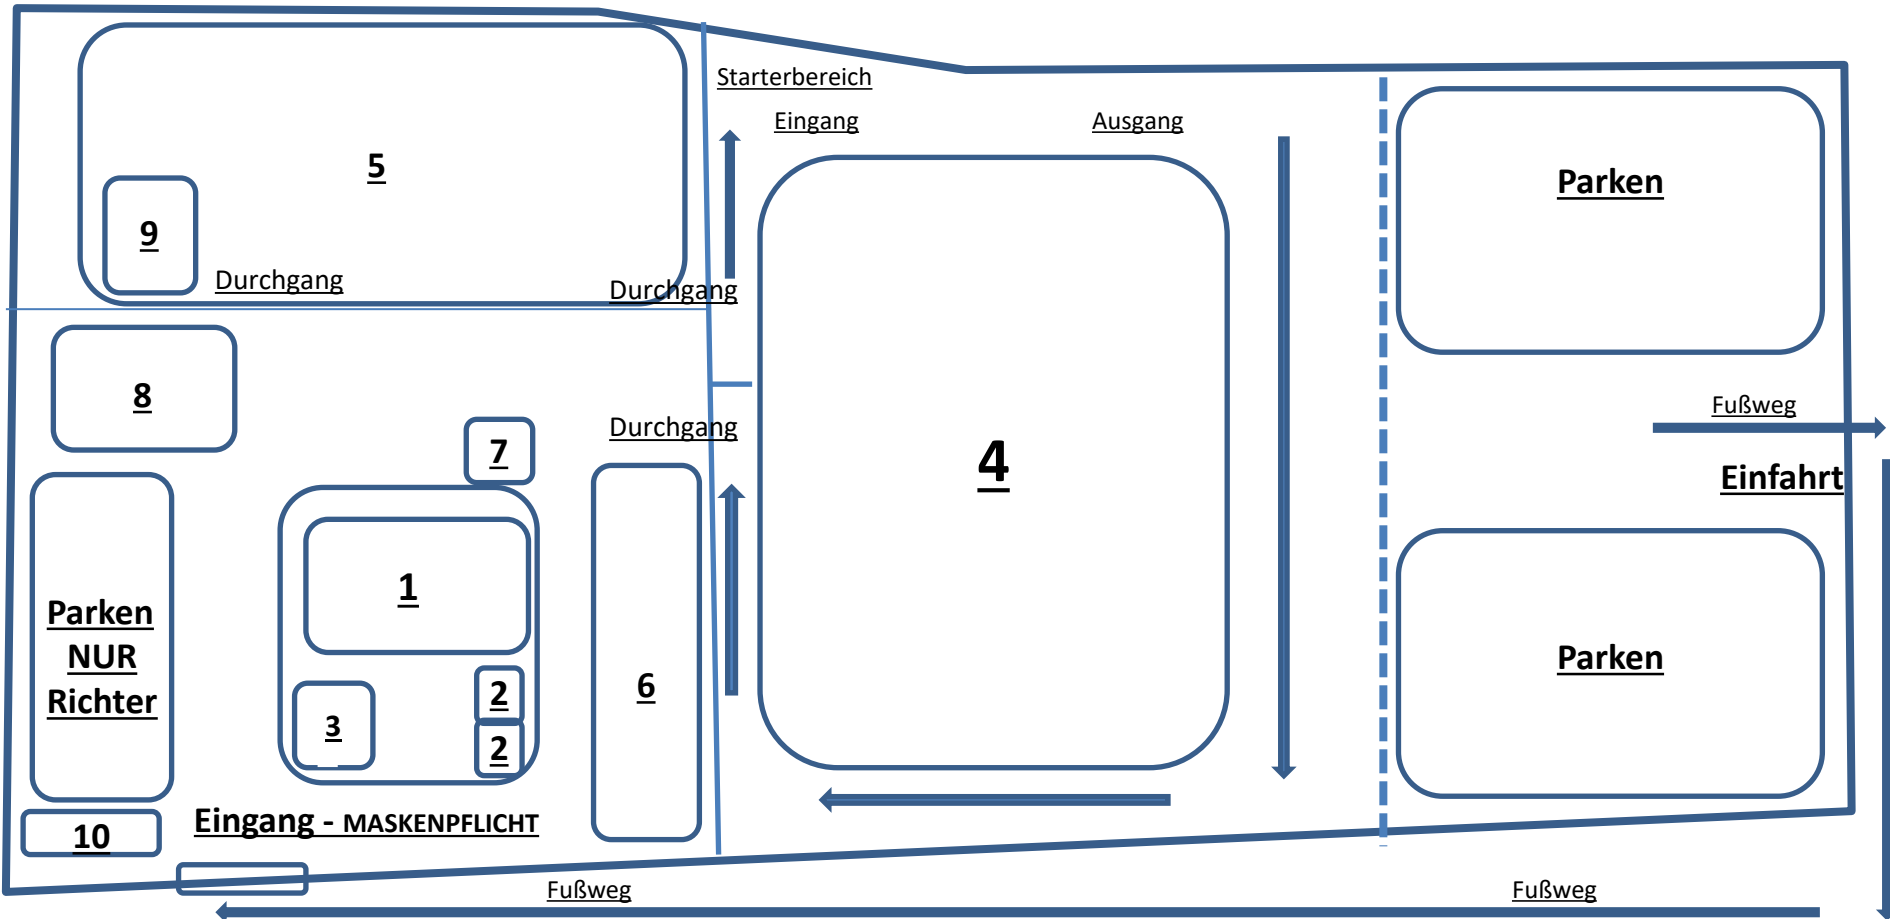 Starterbereich
Eingang
Ausgang
5
Parken
9
Durchgang
Durchgang
8
Fußweg
Durchgang
7
4
Einfahrt
1
Parken
NUR
Richter
Parken
2
6
3
2
Eingang - MASKENPFLICHT
10
Fußweg
Fußweg